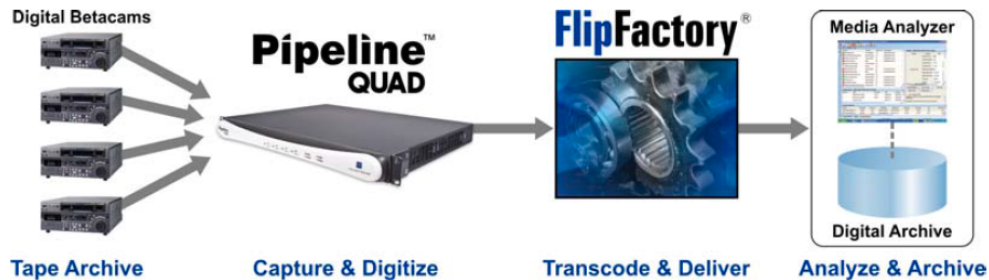 Digital Betacams
Pipeline™
QUAD
FlipFactory®
Media Analyzer
Digital Archive
Tape Archive
Capture & Digitize
Transcode & Deliver
Analyze & Archive